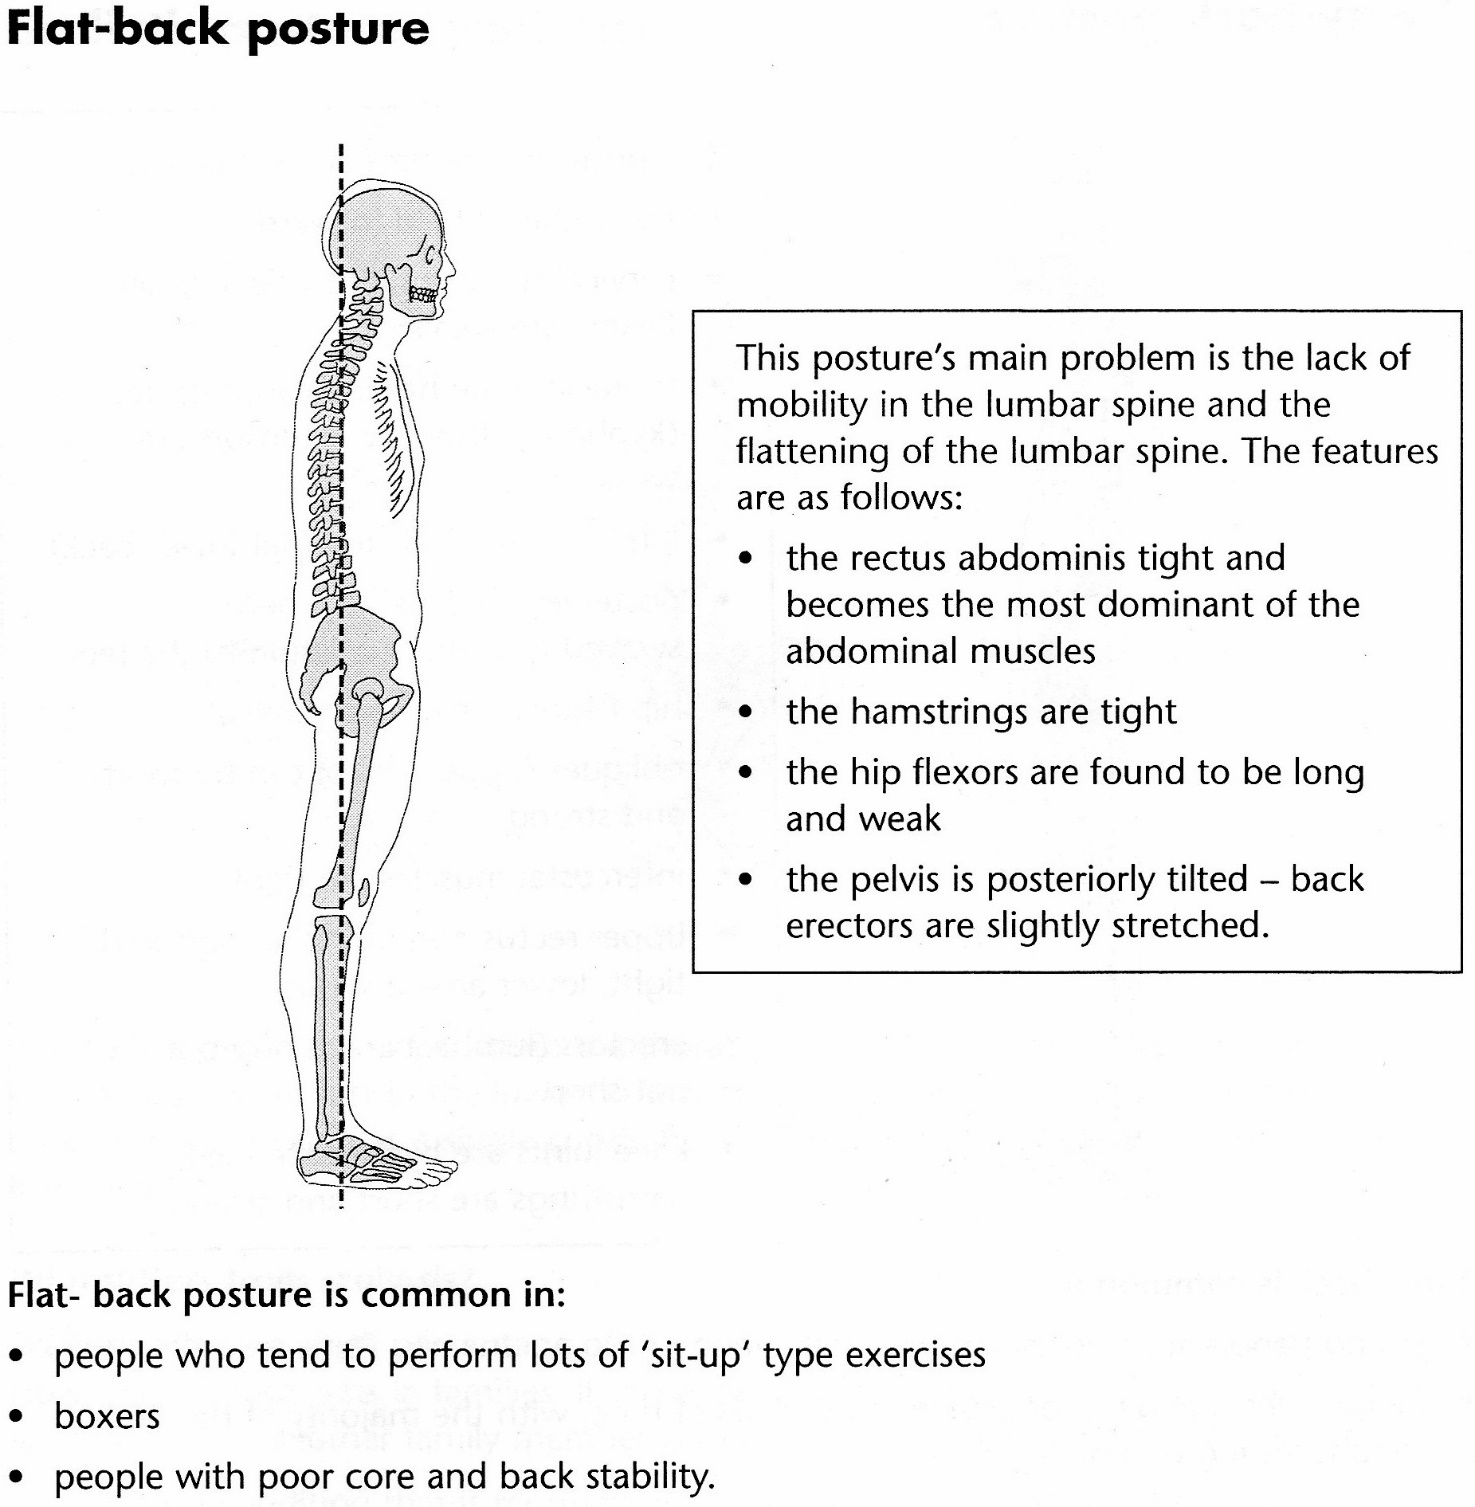 Flat-back posture
This posture's main problem is the lack of
mobility in the lumbar spine and the
flattening of the lumbar spine. The features
are as follows:
• the rectus abdominis tight and
becomes the most dominant of the
abdominal muscles
• the hamstrings are tight
• the hip flexors are found to be long
and weak
• the pelvis is posteriorly tilted – back
erectors are slightly stretched.
Flat- back posture is common in:
• people who tend to perform lots of 'sit-up' type exercises
• boxers
• people with poor core and back stability.